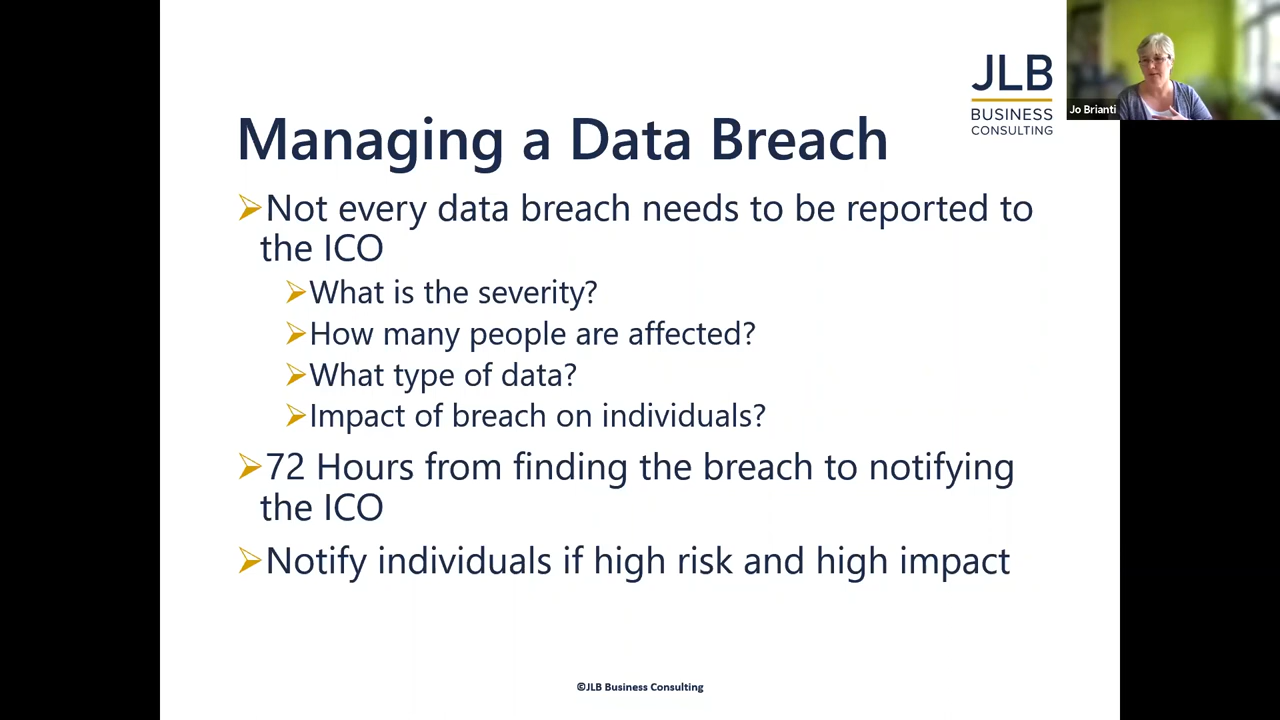 JLB
BUSINESS
CONSULTING
Jo Brianti
Managing a Data Breach
Not every data breach needs to be reported to
the ICO
What is the severity?
How many people are affected?
What type of data?
Impact of breach on individuals?
72 Hours from finding the breach to notifying
the ICO
Notify individuals if high risk and high impact
©JLB Business Consulting